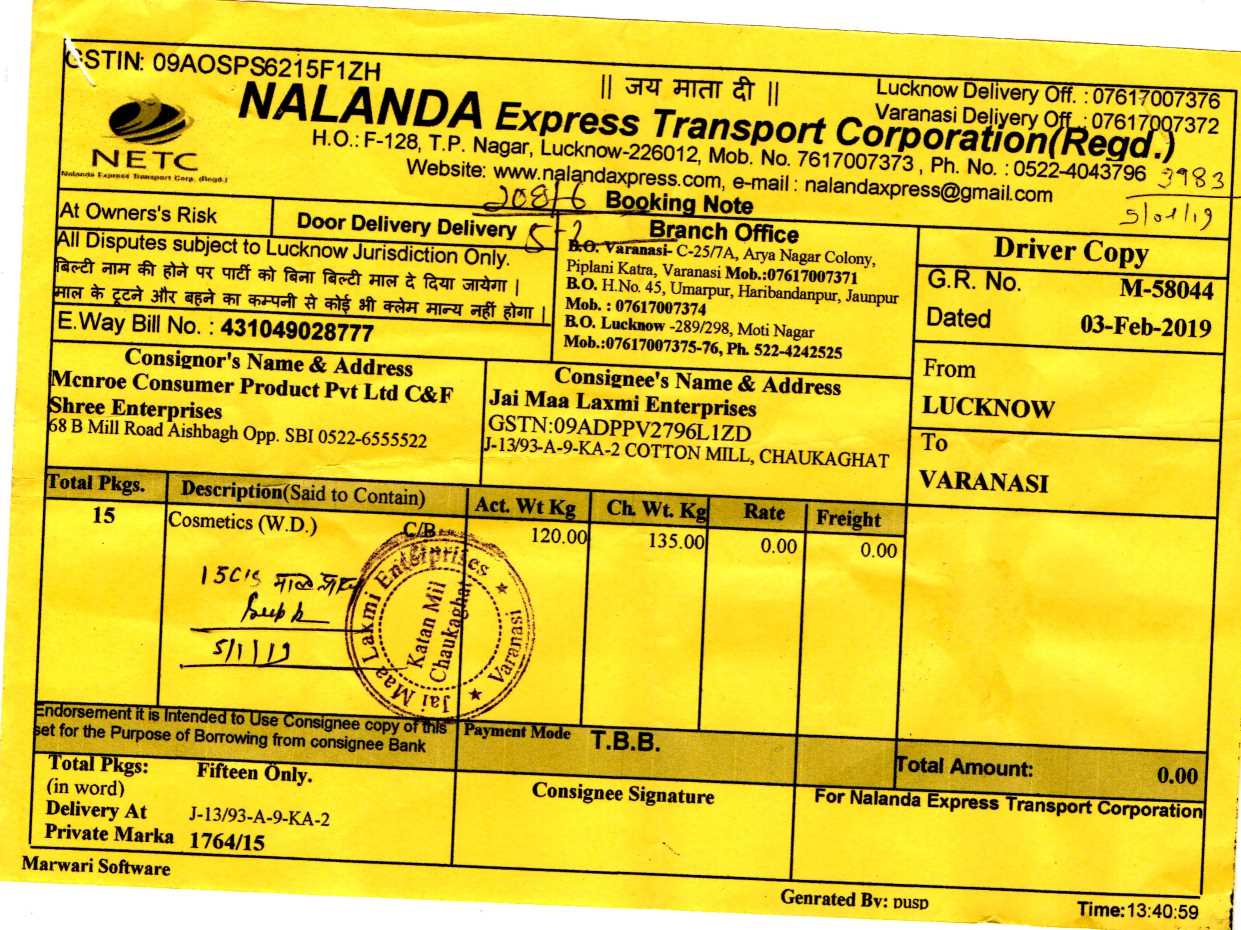 GSTIN: 09AOSPS6215F1ZH
|| जय माता दी ||
Lucknow Delivery Off. : 07617007376
Varanasi Delivery Off. : 07617007372
NETC
Nalanda Express Transport Corp. (Regd.)
NALANDA Express Transport Corporation(Regd.)
H.O.: F-128, T.P. Nagar, Lucknow-226012, Mob. No. 7617007373 , Ph. No. : 0522-4043796
Website: www.nalandaxpress.com, e-mail : nalandaxpress@gmail.com
3983
Booking Note
At Owners's Risk
Door Delivery Delivery
All Disputes subject to Lucknow Jurisdiction Only.
बिल्टी नाम की होने पर पार्टी को बिना बिल्टी माल दे दिया जायेगा |
माल के टूटने और बहने का कम्पनी से कोई भी क्लेम मान्य नहीं होगा |
E.Way Bill No. : 431049028777
Branch Office
B.O. Varanasi- C-25/7A, Arya Nagar Colony,
Piplani Katra, Varanasi Mob.:07617007371
B.O. H.No. 45, Umarpur, Haribandanpur, Jaunpur
Mob. : 07617007374
B.O. Lucknow -289/298, Moti Nagar
Mob.:07617007375-76, Ph. 522-4242525
Driver Copy
G.R. No. M-58044
Dated 03-Feb-2019
Consignor's Name & Address
Mcnroe Consumer Product Pvt Ltd C&F
Shree Enterprises
68 B Mill Road Aishbagh Opp. SBI 0522-6555522
Consignee's Name & Address
Jai Maa Laxmi Enterprises
GSTN:09ADPPV2796L1ZD
J-13/93-A-9-KA-2 COTTON MILL, CHAUKAGHAT
From
LUCKNOW
To
VARANASI
Total Pkgs. Description(Said to Contain) Act. Wt Kg Ch. Wt. Kg Rate Freight
15 Cosmetics (W.D.) C/B 120.00 135.00 0.00 0.00
5/1/19
Jai Maa Laxmi Enterprises ★ Varanasi ★
Katan Mil
Chaukaghat
Endorsement it is Intended to Use Consignee copy of this
set for the Purpose of Borrowing from consignee Bank
Payment Mode T.B.B.
Total Amount: 0.00
Total Pkgs: Fifteen Only.
(in word)
Delivery At J-13/93-A-9-KA-2
Private Marka 1764/15
Consignee Signature
For Nalanda Express Transport Corporation
Marwari Software
Genrated By: pusp
Time:13:40:59